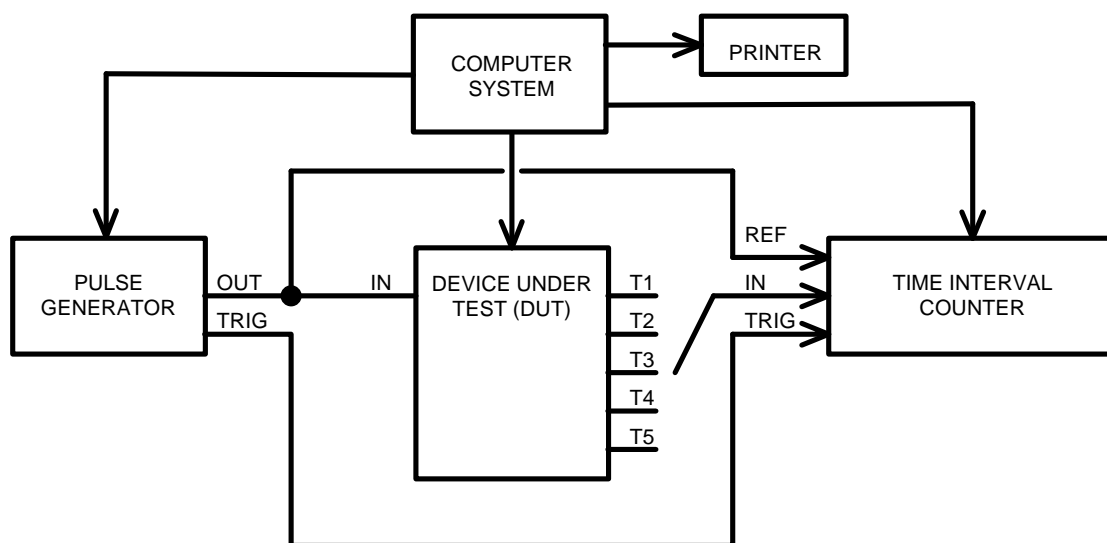 COMPUTER
SYSTEM
PRINTER
PULSE
GENERATOR
OUT
TRIG
IN
DEVICE UNDER
TEST (DUT)
T1
T2
T3
T4
T5
REF
IN
TRIG
TIME INTERVAL
COUNTER